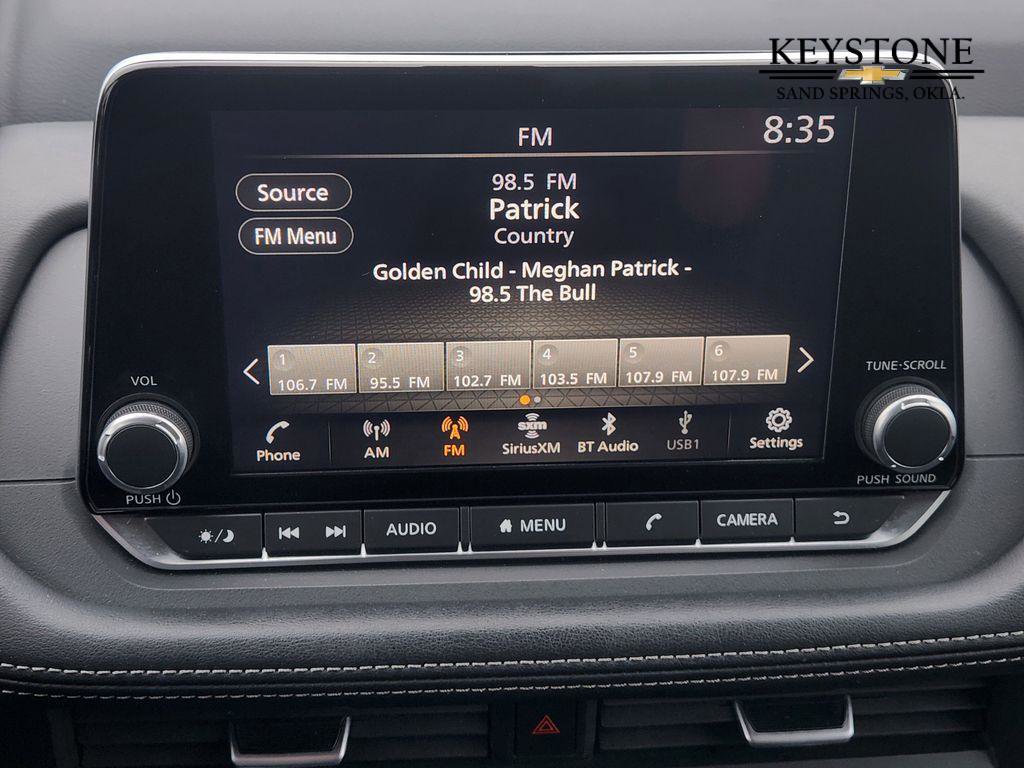 KEYSTONE
SAND SPRINGS, OKLA.
FM
8:35
Source
FM Menu
98.5 FM
Patrick
Country
Golden Child - Meghan Patrick -
98.5 The Bull
1 106.7 FM
2 95.5 FM
3 102.7 FM
4 103.5 FM
5 107.9 FM
6 107.9 FM
VOL
PUSH
TUNE·SCROLL
PUSH SOUND
Phone
AM
FM
sxm
SiriusXM
BT Audio
USB1
Settings
AUDIO
MENU
CAMERA